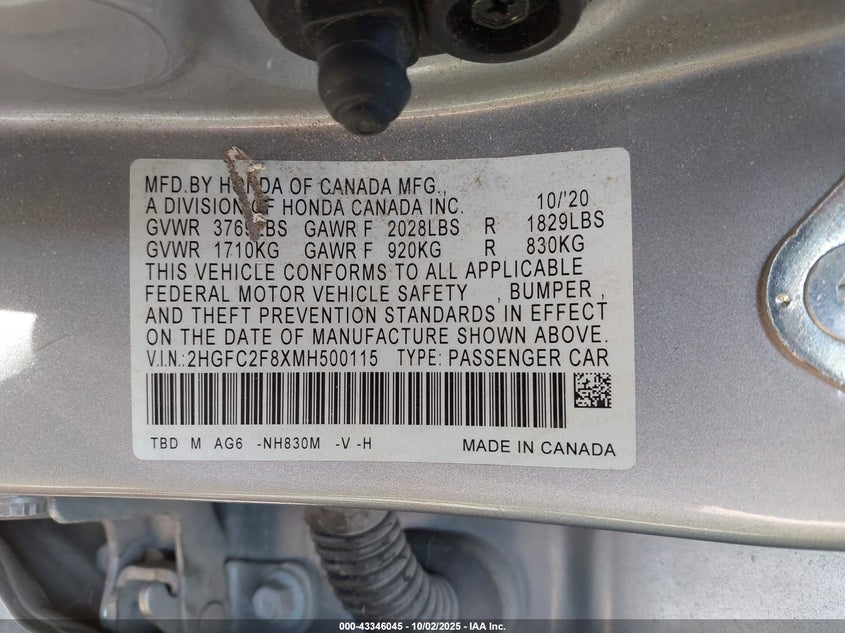 MFD.BY HONDA OF CANADA MFG.,
A DIVISION OF HONDA CANADA INC. 10/'20
GVWR GAWR F 2028LBS R 1829LBS
GVWR 1710KG GAWR F 920KG R 830KG
THIS VEHICLE CONFORMS TO ALL APPLICABLE
FEDERAL MOTOR VEHICLE SAFETY , BUMPER ,
AND THEFT PREVENTION STANDARDS IN EFFECT
ON THE DATE OF MANUFACTURE SHOWN ABOVE.
V.I.N.:2HGFC2F8XMH500115 TYPE: PASSENGER CAR
TBD M AG6 -NH830M -V -H MADE IN CANADA
000-43346045 - 10/02/2025 - IAA Inc.